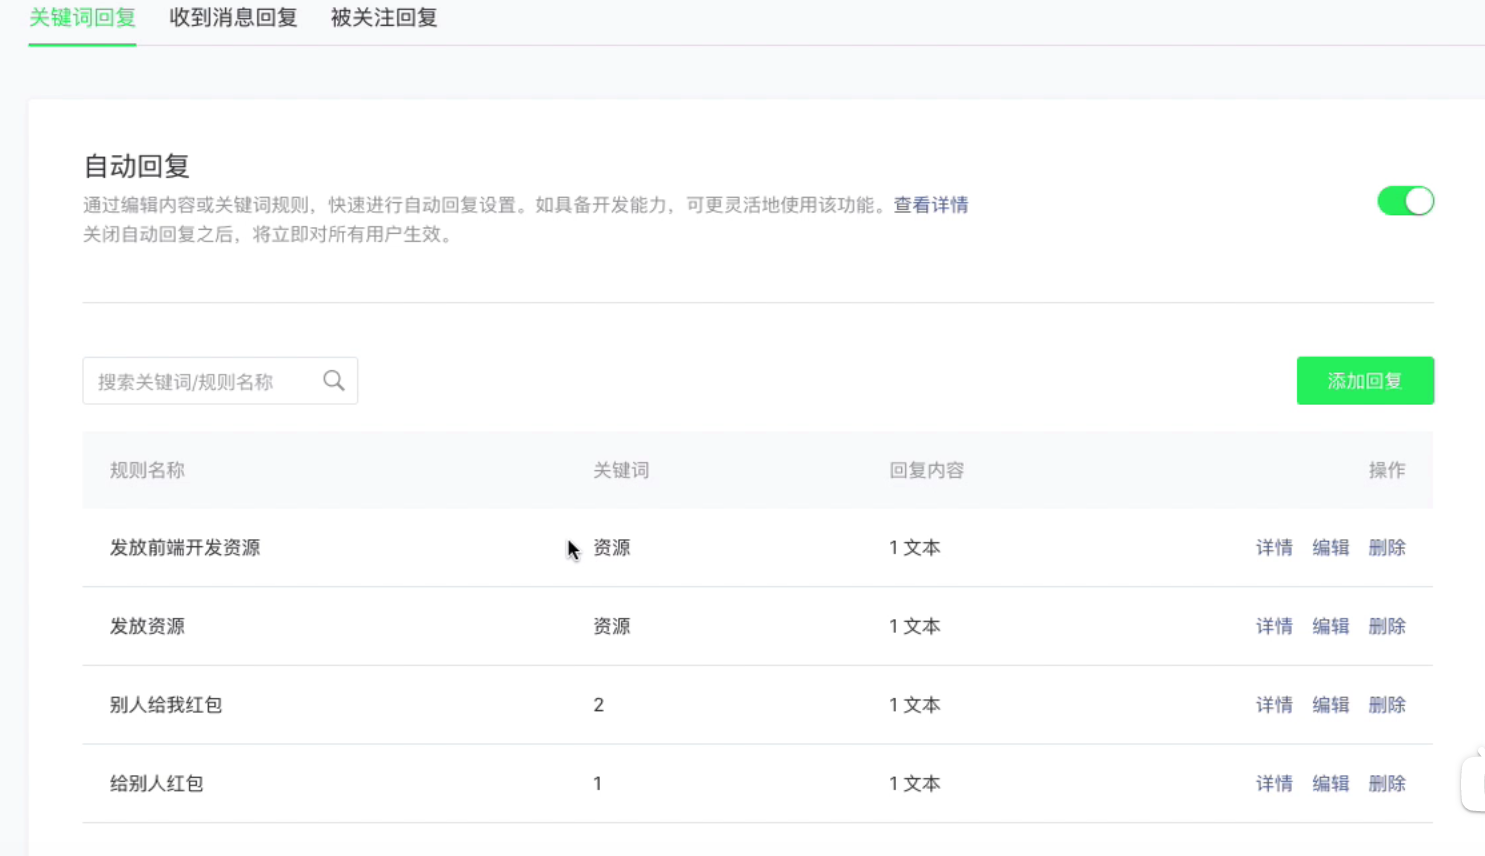 关键词回复 收到消息回复 被关注回复
自动回复
通过编辑内容或关键词规则，快速进行自动回复设置。如具备开发能力，可更灵活地使用该功能。查看详情
关闭自动回复之后，将立即对所有用户生效。
搜索关键词/规则名称
添加回复
规则名称 关键词 回复内容 操作
发放前端开发资源 资源 1 文本 详情 编辑 删除
发放资源 资源 1 文本 详情 编辑 删除
别人给我红包 2 1 文本 详情 编辑 删除
给别人红包 1 1 文本 详情 编辑 删除